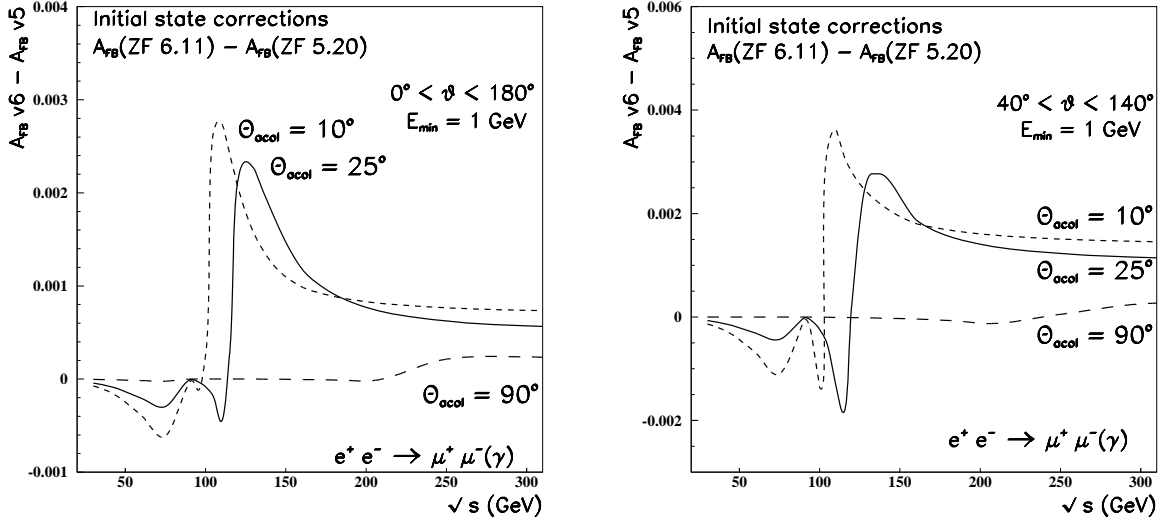 A_FB v6 − A_FB v5
0.004
0.003
0.002
0.001
0
-0.001
Initial state corrections
A_FB(ZF 6.11) − A_FB(ZF 5.20)
0° < ϑ < 180°
E_min = 1 GeV
Θ_acol = 10°
Θ_acol = 25°
Θ_acol = 90°
e⁺ e⁻ → μ⁺ μ⁻(γ)
50 100 150 200 250 300
√ s (GeV)
A_FB v6 − A_FB v5
0.006
0.004
0.002
0
-0.002
Initial state corrections
A_FB(ZF 6.11) − A_FB(ZF 5.20)
40° < ϑ < 140°
E_min = 1 GeV
Θ_acol = 10°
Θ_acol = 25°
Θ_acol = 90°
e⁺ e⁻ → μ⁺ μ⁻(γ)
50 100 150 200 250 300
√ s (GeV)